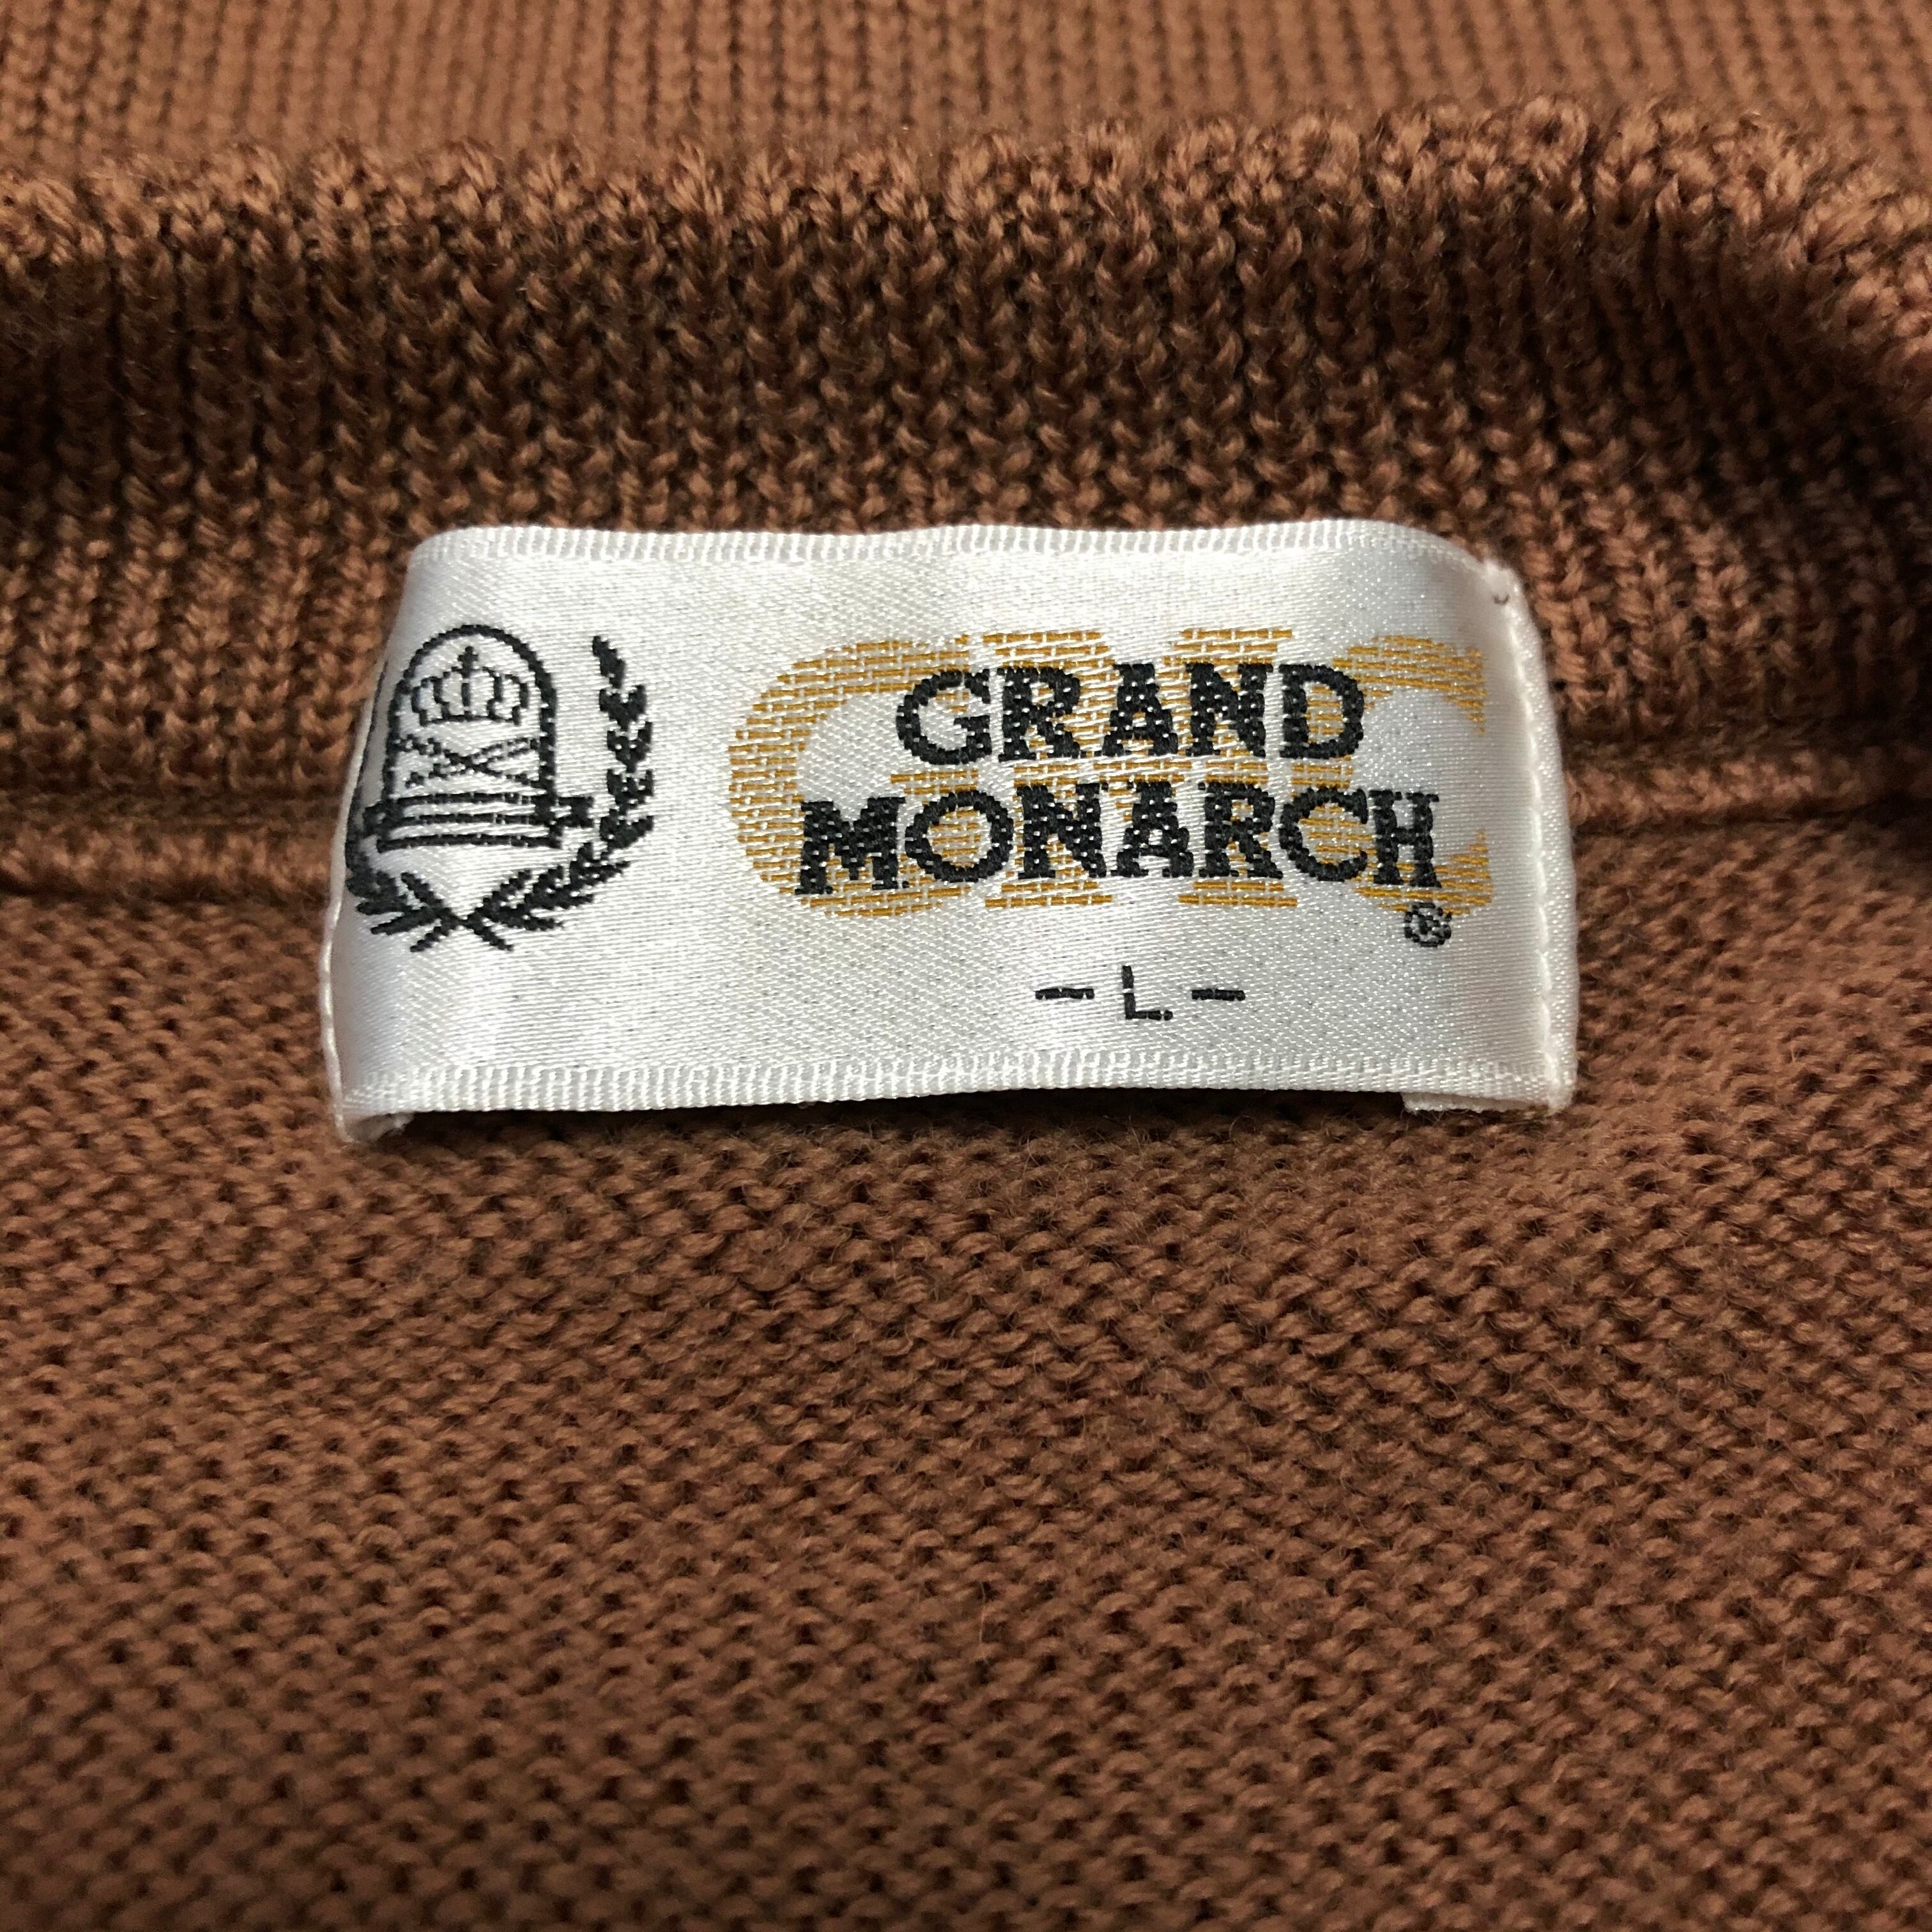 GRAND
MONARCH
®
- L -